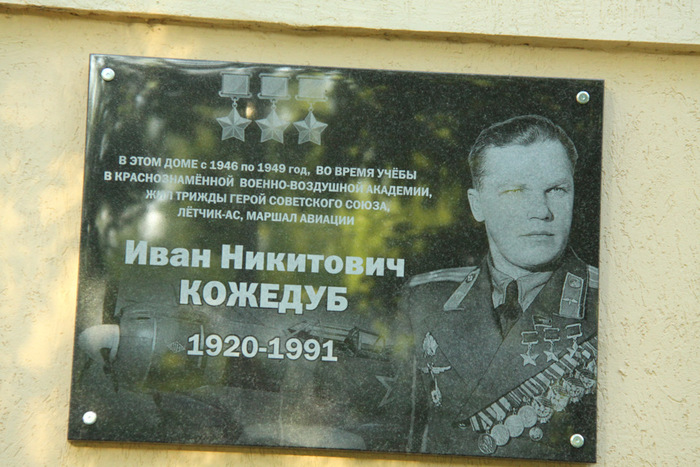 В ЭТОМ ДОМЕ с 1946 по 1949 год, ВО ВРЕМЯ УЧЁБЫ
В КРАСНОЗНАМЁННОЙ ВОЕННО-ВОЗДУШНОЙ АКАДЕМИИ,
ЖИЛ ТРИЖДЫ ГЕРОЙ СОВЕТСКОГО СОЮЗА,
ЛЁТЧИК-АС, МАРШАЛ АВИАЦИИ
Иван Никитович
КОЖЕДУБ
1920-1991